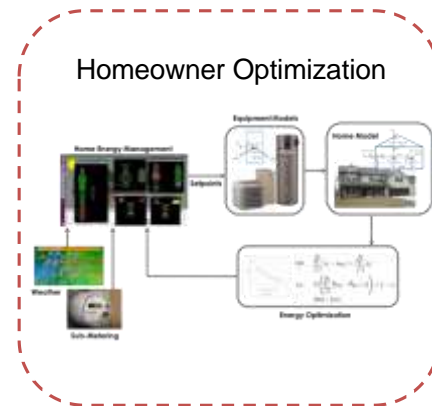 Homeowner Optimization
Equipment Models
Home Energy Management
Home Model
Setpoints
Weather
Sub-Metering
Energy Optimization